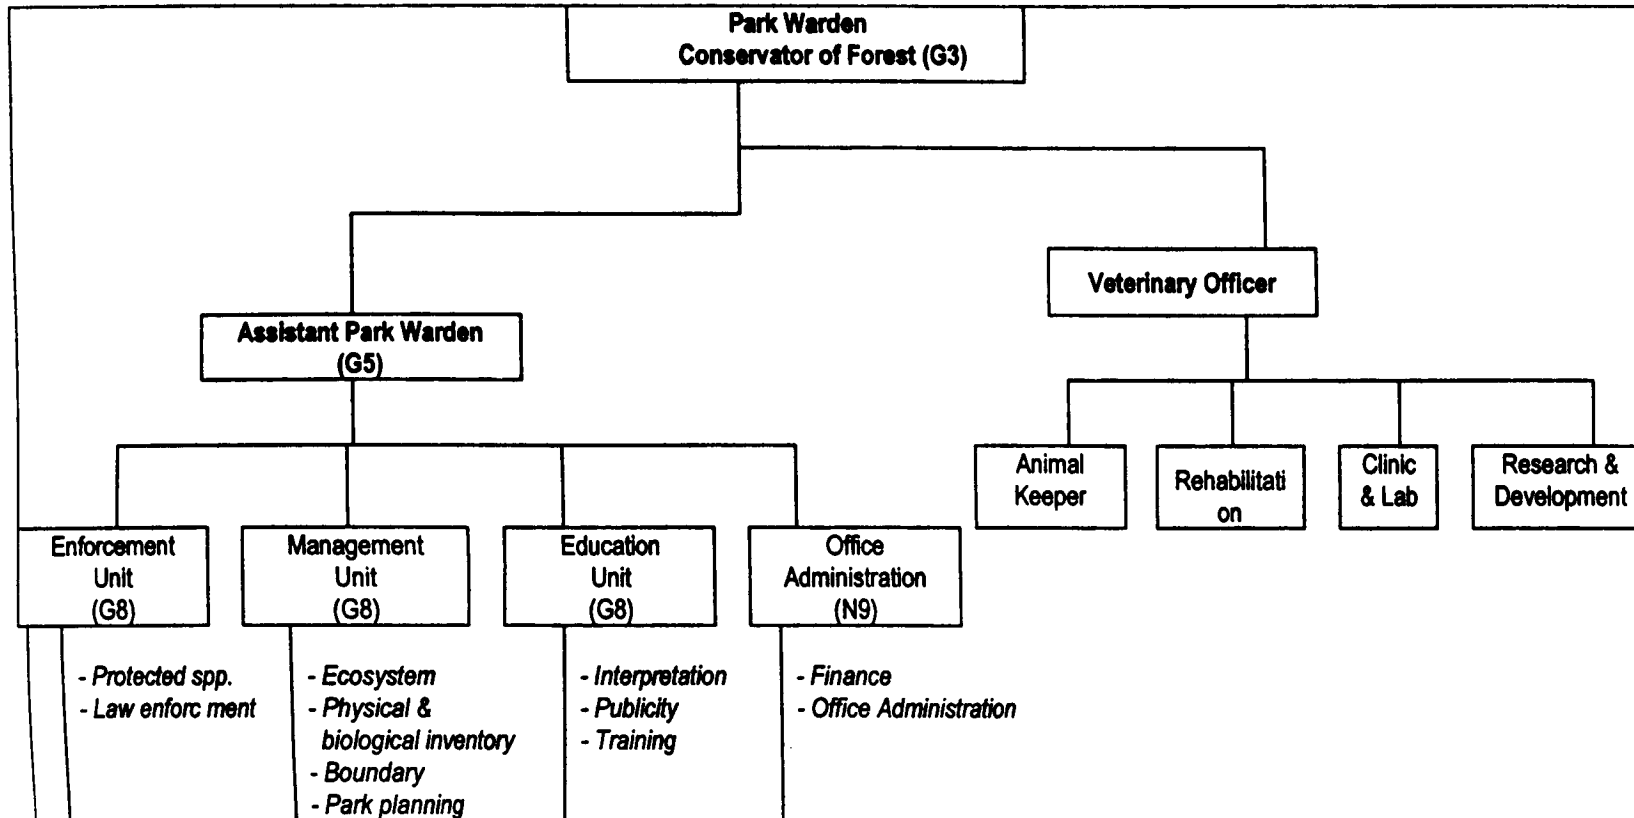 Park Warden
Conservator of Forest (G3)
Veterinary Officer
Assistant Park Warden
(G5)
Animal
Keeper
Rehabilitati
on
Clinic
& Lab
Research &
Development
Enforcement
Unit
(G8)
Management
Unit
(G8)
Education
Unit
(G8)
Office
Administration
(N9)
- Protected spp.
- Law enforc ment
- Ecosystem
- Physical &
biological inventory
- Boundary
- Park planning
- Interpretation
- Publicity
- Training
- Finance
- Office Administration